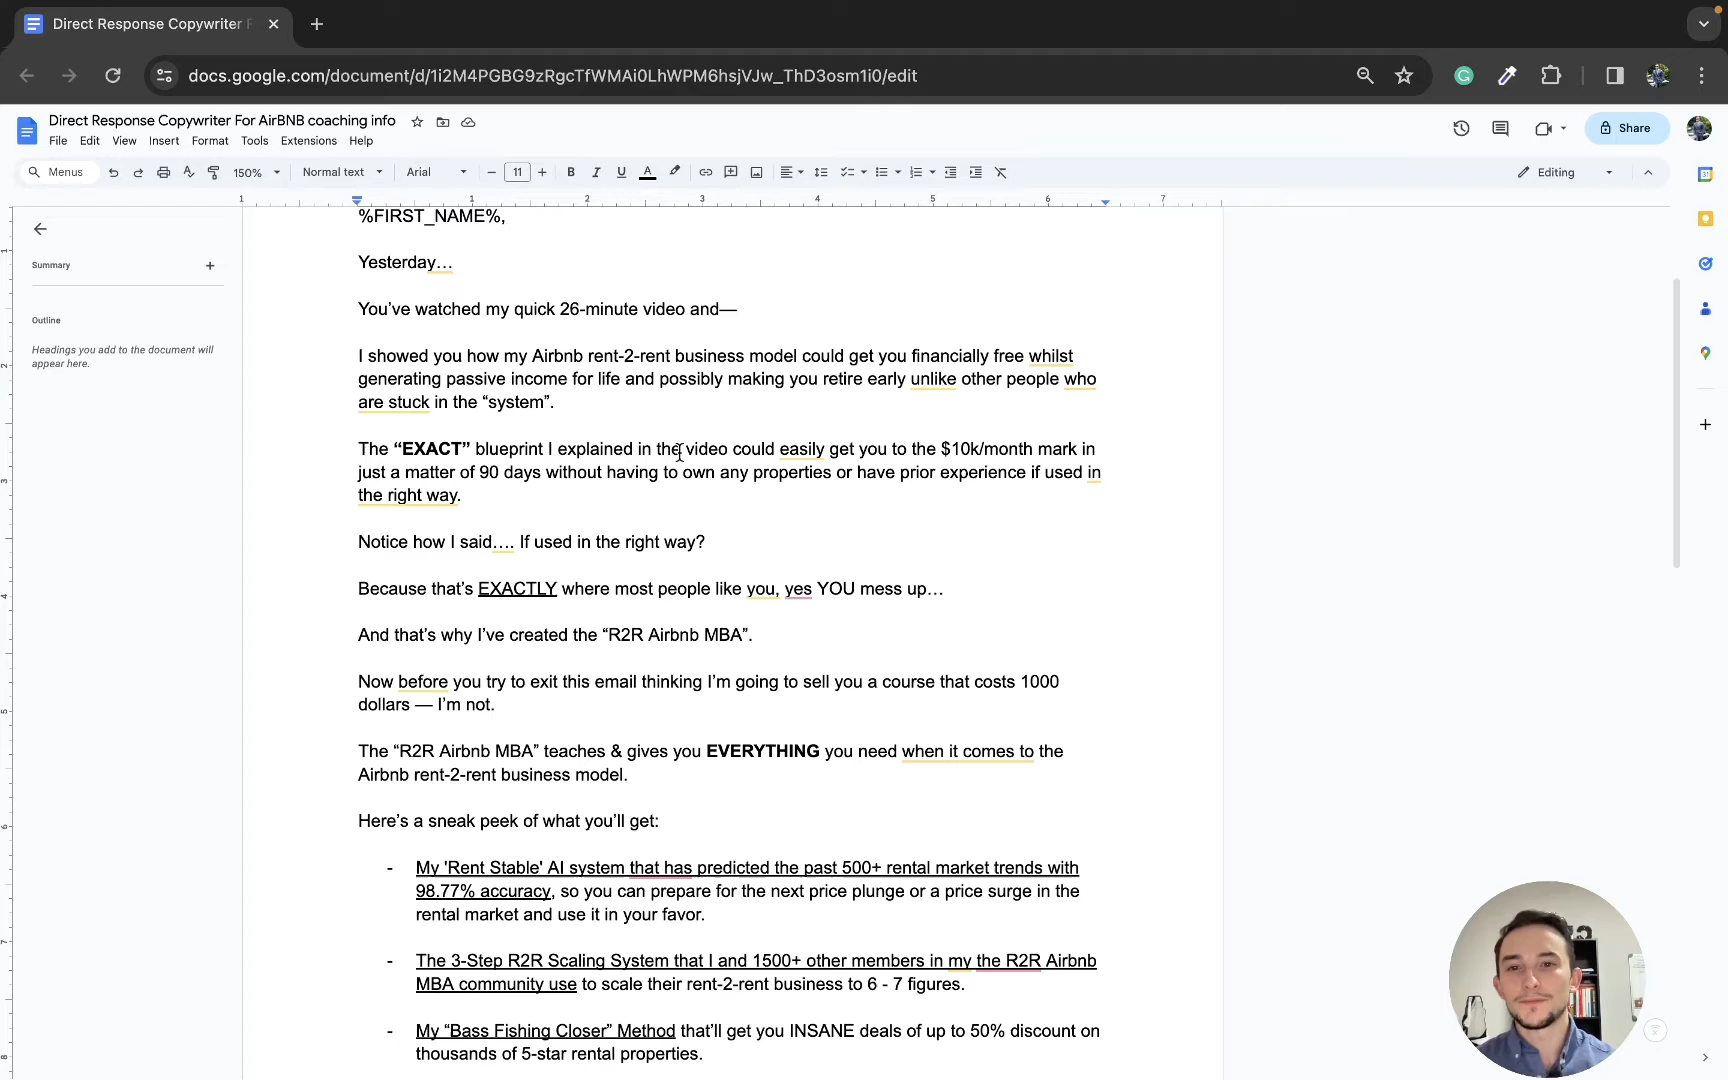 Direct Response Copywriter F
docs.google.com/document/d/1i2M4PGBG9zRgcTfWMAi0LhWPM6hsjVJw_ThD3osm1i0/edit
Direct Response Copywriter For AirBNB coaching info
File Edit View Insert Format Tools Extensions Help
Share
Menus 150% Normal text Arial 11 Editing
1 1 2 3 4 5 6 7
%FIRST_NAME%,
Summary
Yesterday…
Outline
Headings you add to the document will
appear here.
You’ve watched my quick 26-minute video and—
I showed you how my Airbnb rent-2-rent business model could get you financially free whilst
generating passive income for life and possibly making you retire early unlike other people who
are stuck in the “system”.
The “EXACT” blueprint I explained in the video could easily get you to the $10k/month mark in
just a matter of 90 days without having to own any properties or have prior experience if used in
the right way.
Notice how I said…. If used in the right way?
Because that’s EXACTLY where most people like you, yes YOU mess up…
And that’s why I’ve created the “R2R Airbnb MBA”.
Now before you try to exit this email thinking I’m going to sell you a course that costs 1000
dollars — I’m not.
The “R2R Airbnb MBA” teaches & gives you EVERYTHING you need when it comes to the
Airbnb rent-2-rent business model.
Here’s a sneak peek of what you’ll get:
- My 'Rent Stable' AI system that has predicted the past 500+ rental market trends with
98.77% accuracy, so you can prepare for the next price plunge or a price surge in the
rental market and use it in your favor.
- The 3-Step R2R Scaling System that I and 1500+ other members in my the R2R Airbnb
MBA community use to scale their rent-2-rent business to 6 - 7 figures.
- My “Bass Fishing Closer” Method that’ll get you INSANE deals of up to 50% discount on
thousands of 5-star rental properties.